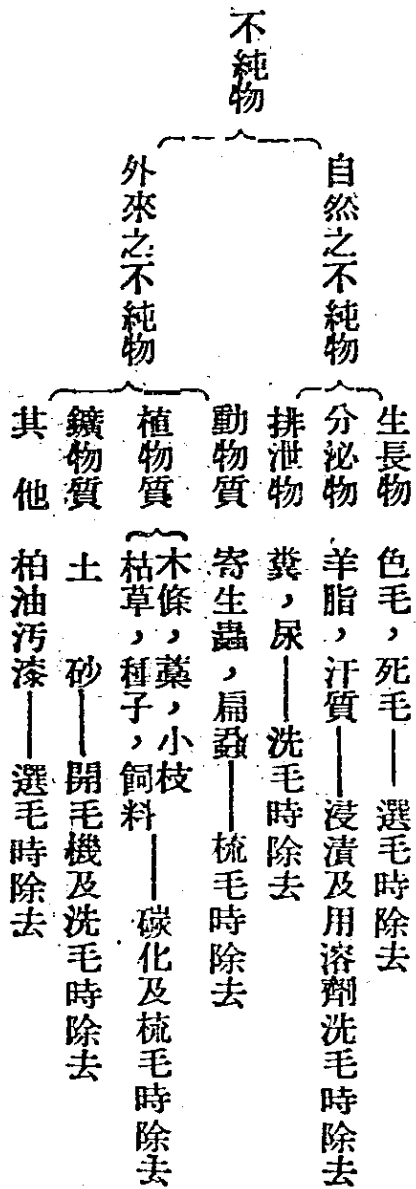 不純物
自然之不純物
生長物 色毛，死毛——選毛時除去
分泌物 羊脂，汗質——浸漬及用溶劑洗毛時除去
排泄物 糞，尿——洗毛時除去
外來之不純物
動物質 寄生蟲，扁蝨——梳毛時除去
植物質 木條，藁，小枝
枯草，種子，飼料——碳化及梳毛時除去
鑛物質 土 砂——開毛機及洗毛時除去
其他 柏油污漆——選毛時除去